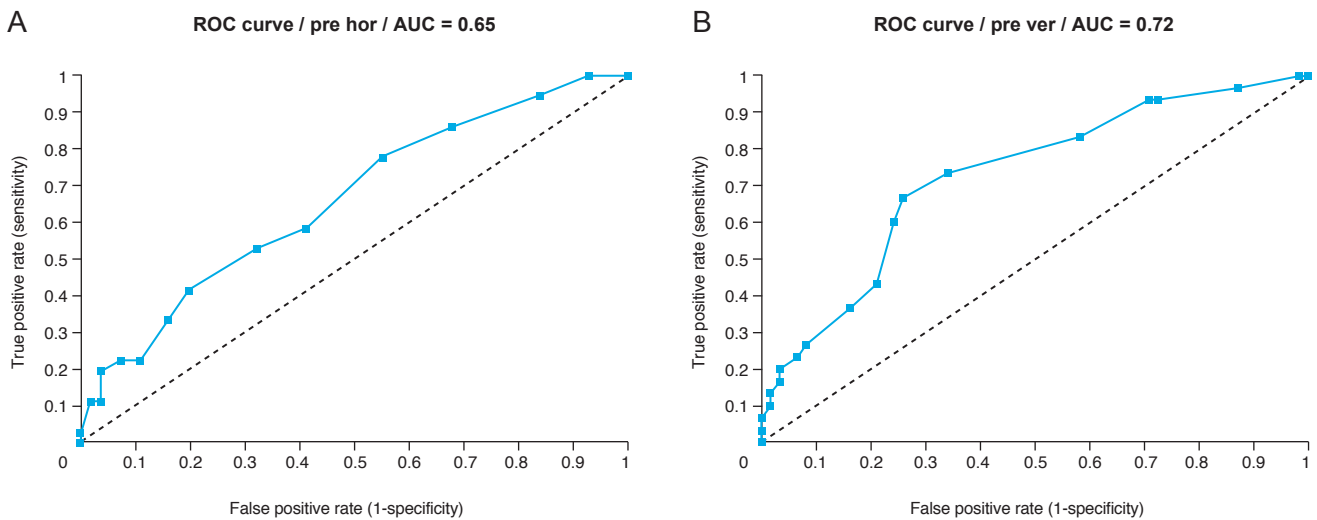 A
ROC curve / pre hor / AUC = 0.65
True positive rate (sensitivity)
1
0.9
0.8
0.7
0.6
0.5
0.4
0.3
0.2
0.1
0 0.1 0.2 0.3 0.4 0.5 0.6 0.7 0.8 0.9 1
False positive rate (1-specificity)
B
ROC curve / pre ver / AUC = 0.72
True positive rate (sensitivity)
1
0.9
0.8
0.7
0.6
0.5
0.4
0.3
0.2
0.1
0 0.1 0.2 0.3 0.4 0.5 0.6 0.7 0.8 0.9 1
False positive rate (1-specificity)